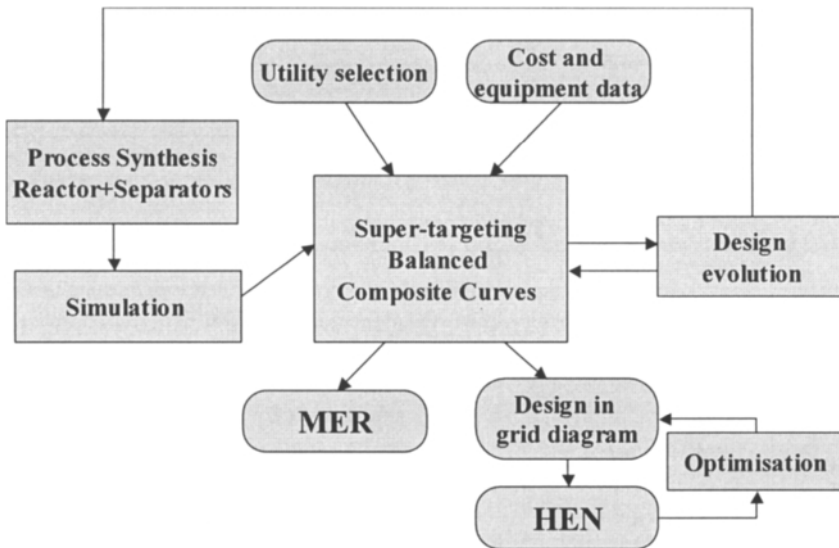 Utility selection
Cost and
equipment data
Process Synthesis
Reactor+Separators
Super-targeting
Balanced
Composite Curves
Design
evolution
Simulation
MER
Design in
grid diagram
Optimisation
HEN